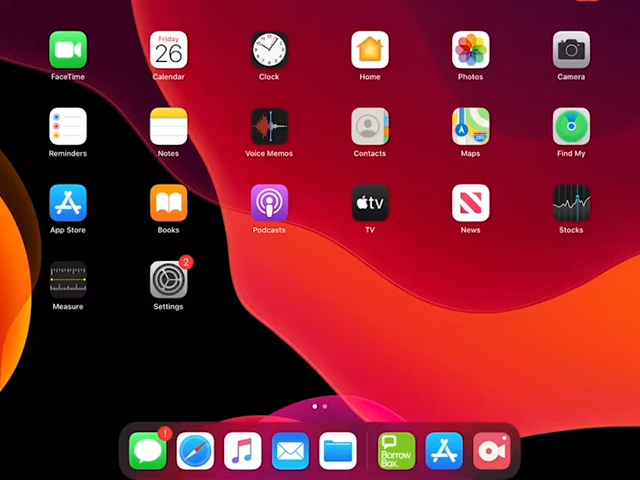 Friday
26
FaceTime
Calendar
Clock
Home
Photos
Camera
Reminders
Notes
Voice Memos
Contacts
Maps
Find My
tv
App Store
Books
Podcasts
TV
News
Stocks
2
Measure
Settings
!
Borrow
Box.